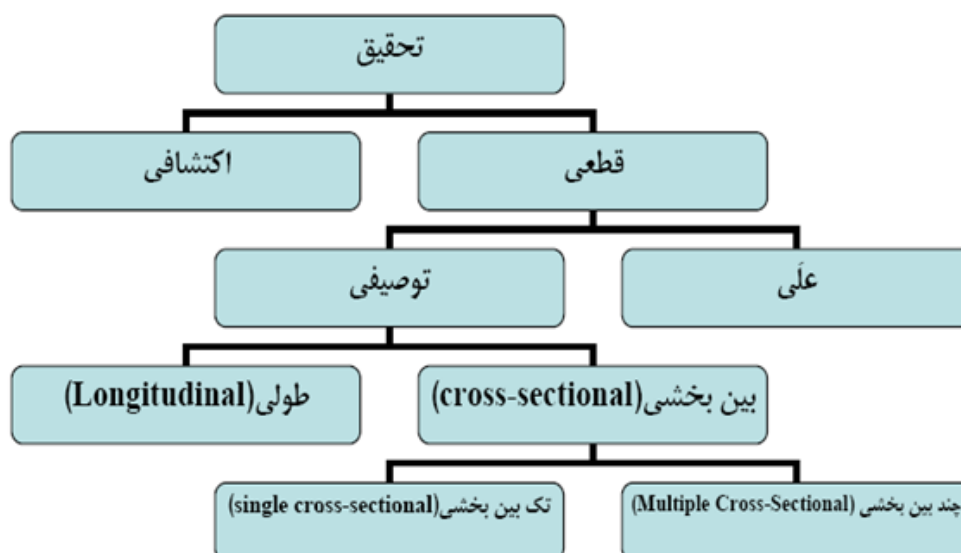 تحقیق
قطعی
اکتشافی
علَی
توصیفی
بین بخشی(cross-sectional)
طولی(Longitudinal)
چند بین بخشی (Multiple Cross-Sectional)
تک بین بخشی(single cross-sectional)